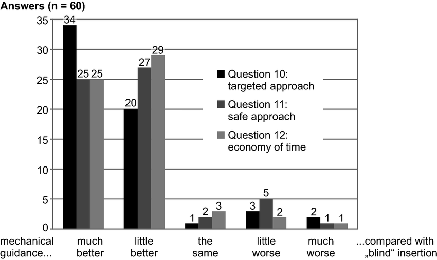 Answers (n = 60)
35
30
25
20
15
10
5
0
34
25 25
20
27
29
1
2
3
3
5
2
2
1
1
Question 10:
targeted approach
Question 11:
safe approach
Question 12:
economy of time
mechanical
guidance...
much
better
little
better
the
same
little
worse
much
worse
...compared with
„blind” insertion